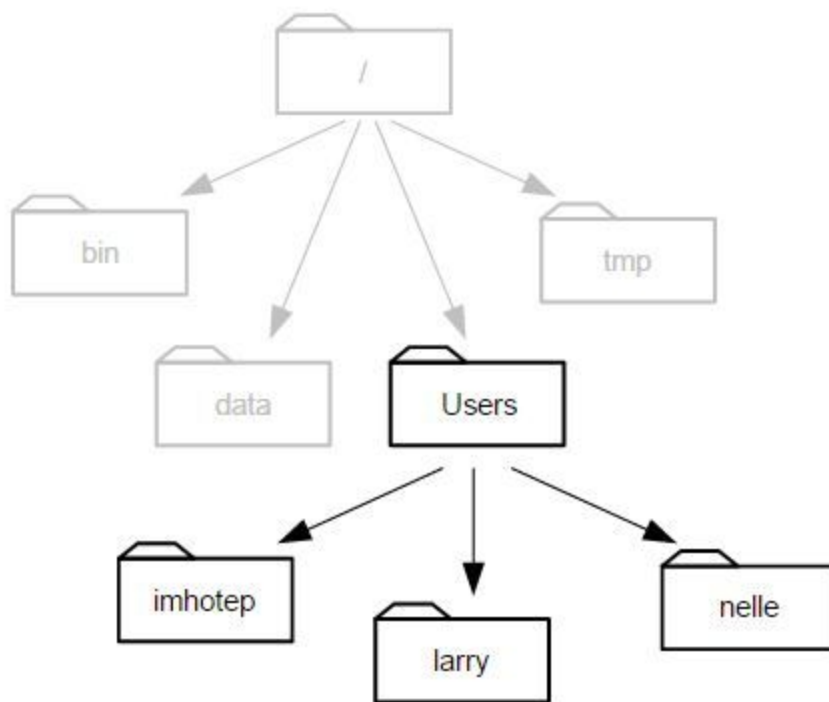 /
bin
tmp
data
Users
imhotep
larry
nelle